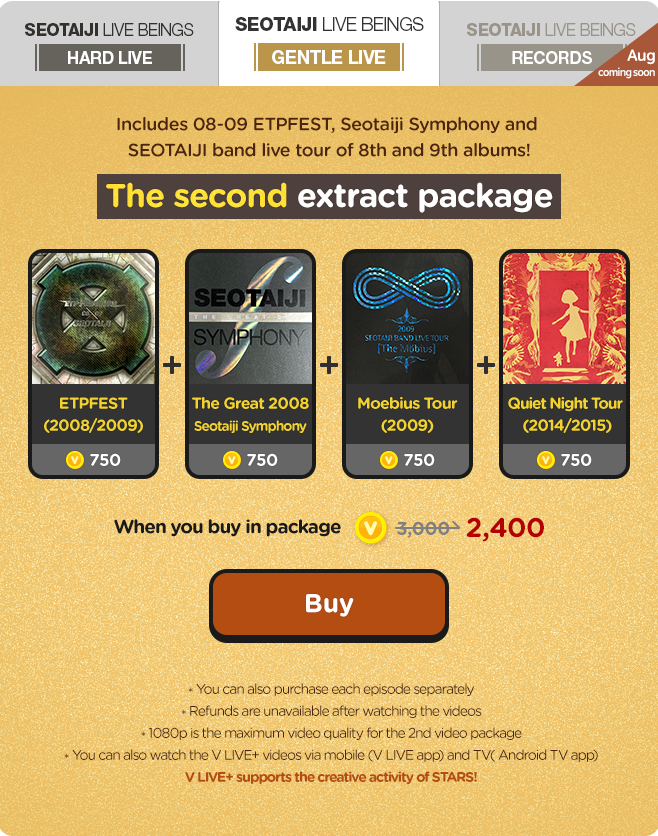 SEOTAIJI LIVE BEINGS
HARD LIVE
SEOTAIJI LIVE BEINGS
GENTLE LIVE
SEOTAIJI LIVE BEINGS
RECORDS
Aug
coming soon
Includes 08-09 ETPFEST, Seotaiji Symphony and
SEOTAIJI band live tour of 8th and 9th albums!
The second extract package
SEOTAIJI
SYMPHONY
2009
SEOTAIJI BAND LIVE TOUR
[The Möbius]
+
+
+
ETPFEST
(2008/2009)
V 750
The Great 2008
Seotaiji Symphony
V 750
Moebius Tour
(2009)
V 750
Quiet Night Tour
(2014/2015)
V 750
When you buy in package V 3,000 2,400
Buy
* You can also purchase each episode separately
* Refunds are unavailable after watching the videos
* 1080p is the maximum video quality for the 2nd video package
* You can also watch the V LIVE+ videos via mobile (V LIVE app) and TV( Android TV app)
V LIVE+ supports the creative activity of STARS!